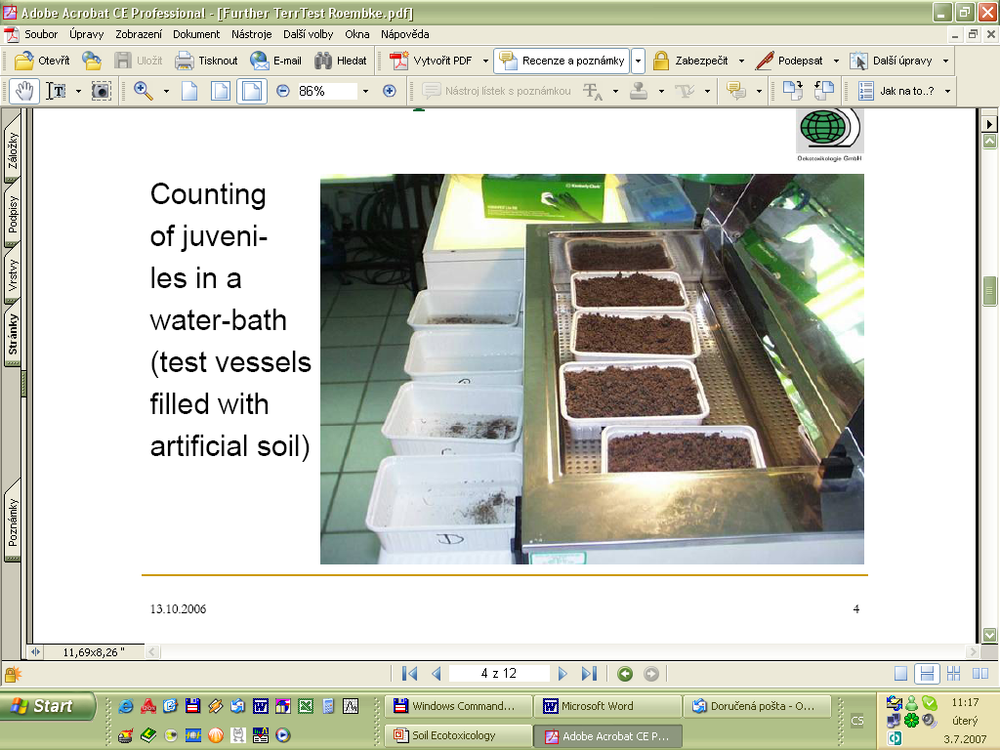 Adobe Acrobat CE Professional - [Further TerrTest Roembke.pdf]
Soubor Úpravy Zobrazení Dokument Nástroje Další volby Okna Nápověda
Otevřít Uložit Tisknout E-mail Hledat Vytvořit PDF Recenze a poznámky Zabezpečit Podepsat Další úpravy
86% Nástroj lístek s poznámkou Jak na to..?
Záložky
Podpisy
Vrstvy
Stránky
Poznámky
Oekotoxikologie GmbH
Counting
of juveni-
les in a
water-bath
(test vessels
filled with
artificial soil)
Kimberly-Clark
D
13.10.2006 4
11,69x8,26 "
4 z 12
Start Windows Command... Microsoft Word Doručená pošta - O... CS 11:17
Soil Ecotoxicology Adobe Acrobat CE P... úterý
3.7.2007